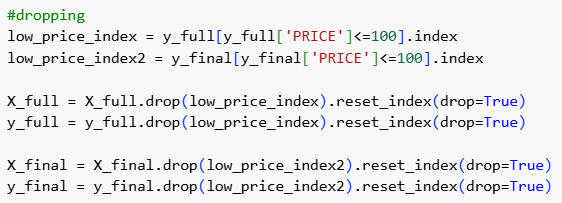 #dropping
low_price_index = y_full[y_full['PRICE']<=100].index
low_price_index2 = y_final[y_final['PRICE']<=100].index
X_full = X_full.drop(low_price_index).reset_index(drop=True)
y_full = y_full.drop(low_price_index).reset_index(drop=True)
X_final = X_final.drop(low_price_index2).reset_index(drop=True)
y_final = y_final.drop(low_price_index2).reset_index(drop=True)